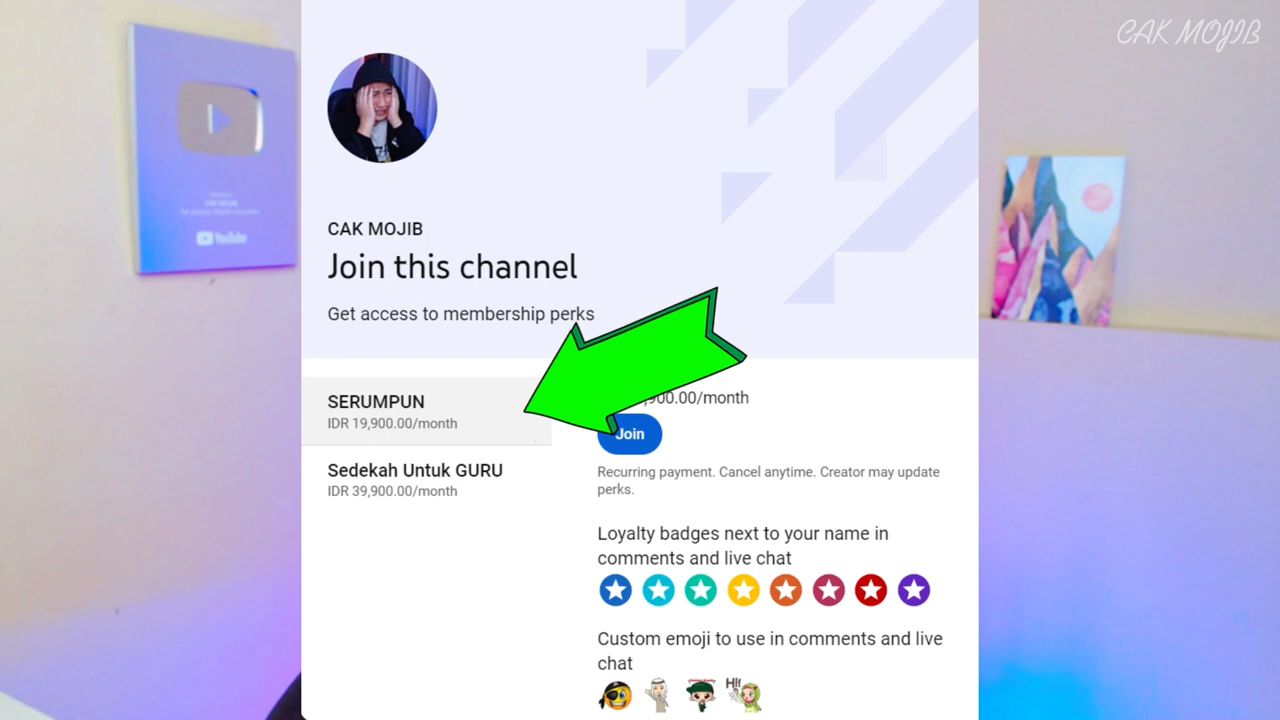 CAK MOJIB
YouTube
CAK MOJIB
Join this channel
Get access to membership perks
SERUMPUN
IDR 19,900.00/month
Sedekah Untuk GURU
IDR 39,900.00/month
900.00/month
Join
Recurring payment. Cancel anytime. Creator may update
perks.
Loyalty badges next to your name in
comments and live chat
Custom emoji to use in comments and live
chat
HI!